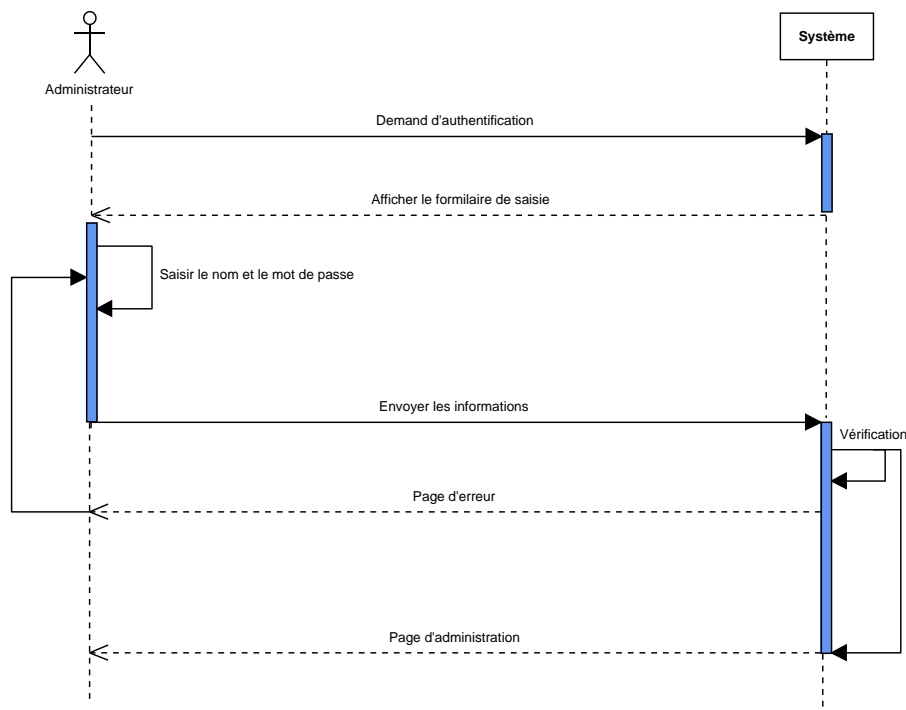 Système
Administrateur
Demand d'authentification
Afficher le formilaire de saisie
Saisir le nom et le mot de passe
Envoyer les informations
Vérification
Page d'erreur
Page d'administration